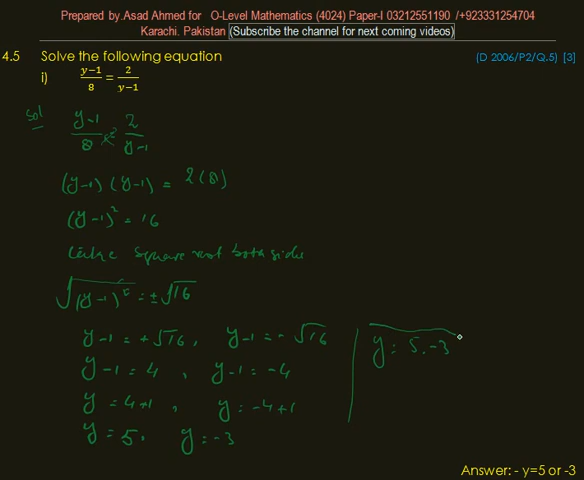 Prepared by.Asad Ahmed for O-Level Mathematics (4024) Paper-I 03212551190 /+923331254704
Karachi. Pakistan (Subscribe the channel for next coming videos)
4.5 Solve the following equation (D 2006/P2/Q.5) [3]
i) y−1/8 = 2/y−1
Sol
y-1/8 = 2/y-1
(y-1)(y-1) = 2(8)
(y-1)² = 16
take square root both side
√(y-1)² = ±√16
y-1 = +√16, y-1 = -√16
y-1 = 4, y-1 = -4
y = 4+1, y = -4+1
y = 5, y = -3
y = 5, -3
Answer: - y=5 or -3